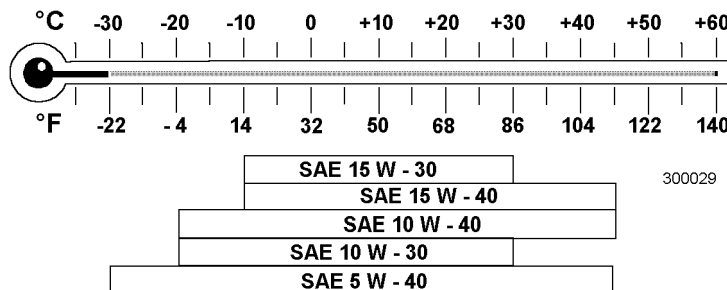 °C -30 -20 -10 0 +10 +20 +30 +40 +50 +60
°F -22 - 4 14 32 50 68 86 104 122 140
SAE 15 W - 30
300029
SAE 15 W - 40
SAE 10 W - 40
SAE 10 W - 30
SAE 5 W - 40